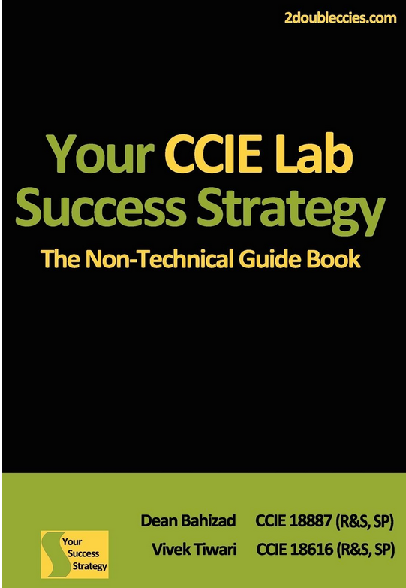 2doubleccies.com
Your CCIE Lab
Success Strategy
The Non-Technical Guide Book
Dean Bahizad CCIE 18887 (R&S, SP)
Vivek Tiwari CCIE 18616 (R&S, SP)
Your
Success
Strategy